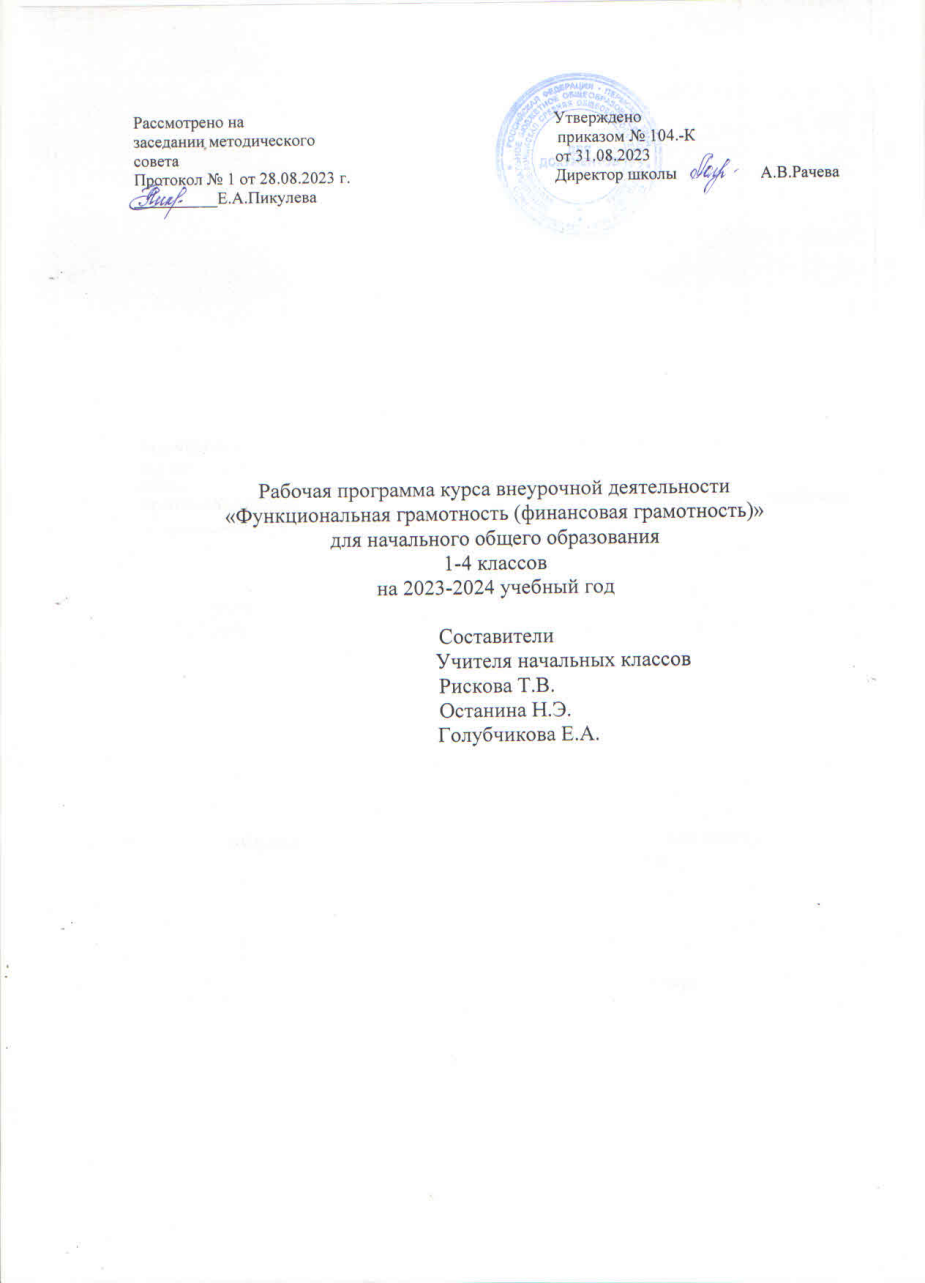 Рассмотрено на
заседании методического
совета
Протокол № 1 от 28.08.2023 г.
Е.А.Пикулева
Утверждено
приказом № 104.-К
от 31.08.2023
Директор школы А.В.Рачева
Рабочая программа курса внеурочной деятельности
«Функциональная грамотность (финансовая грамотность)»
для начального общего образования
1-4 классов
на 2023-2024 учебный год
Составители
Учителя начальных классов
Рискова Т.В.
Останина Н.Э.
Голубчикова Е.А.